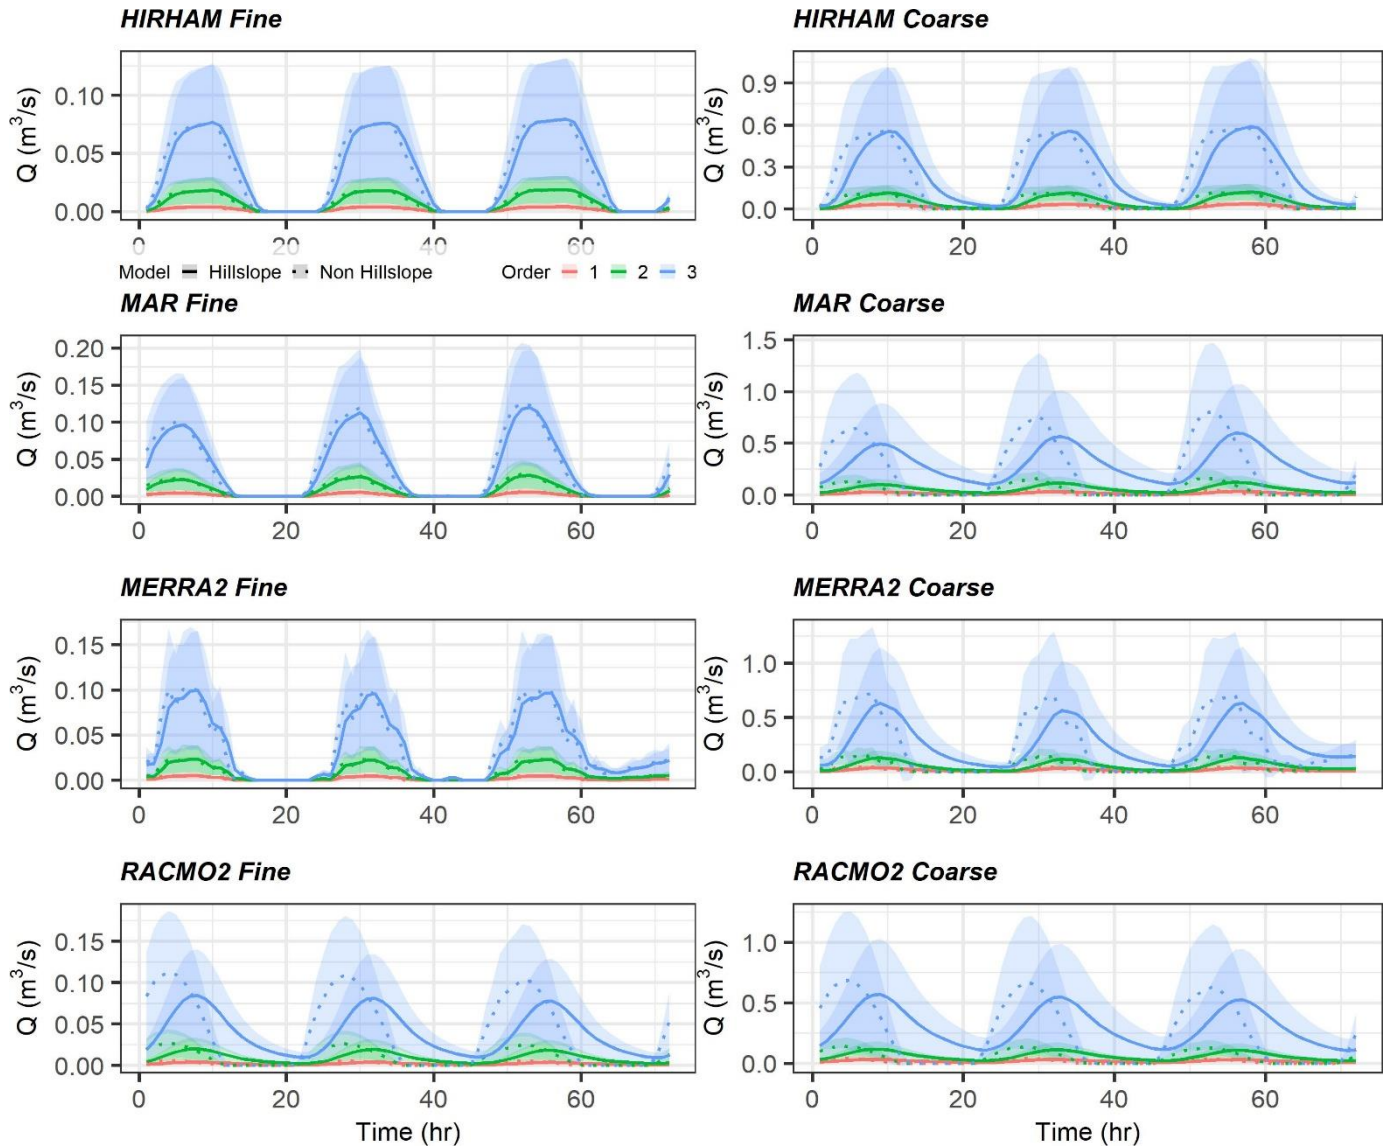 HIRHAM Fine
HIRHAM Coarse
Q (m³/s)
0.10
0.05
0.00
0 20 40 60
Q (m³/s)
0.9
0.6
0.3
0.0
0 20 40 60
Model Hillslope Non Hillslope Order 1 2 3
MAR Fine
MAR Coarse
Q (m³/s)
0.20
0.15
0.10
0.05
0.00
0 20 40 60
Q (m³/s)
1.5
1.0
0.5
0.0
0 20 40 60
MERRA2 Fine
MERRA2 Coarse
Q (m³/s)
0.15
0.10
0.05
0.00
0 20 40 60
Q (m³/s)
1.0
0.5
0.0
0 20 40 60
RACMO2 Fine
RACMO2 Coarse
Q (m³/s)
0.15
0.10
0.05
0.00
0 20 40 60
Time (hr)
Q (m³/s)
1.0
0.5
0.0
0 20 40 60
Time (hr)